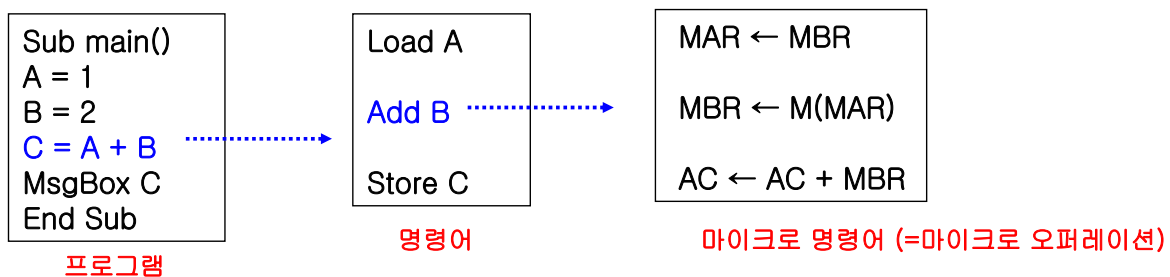 Sub main()
A = 1
B = 2
C = A + B
MsgBox C
End Sub
프로그램
Load A
Add B
Store C
명령어
MAR ← MBR
MBR ← M(MAR)
AC ← AC + MBR
마이크로 명령어 (=마이크로 오퍼레이션)